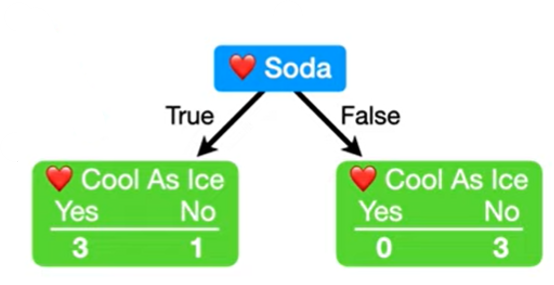 ❤️ Soda
True False
❤️ Cool As Ice
Yes No
3 1
❤️ Cool As Ice
Yes No
0 3